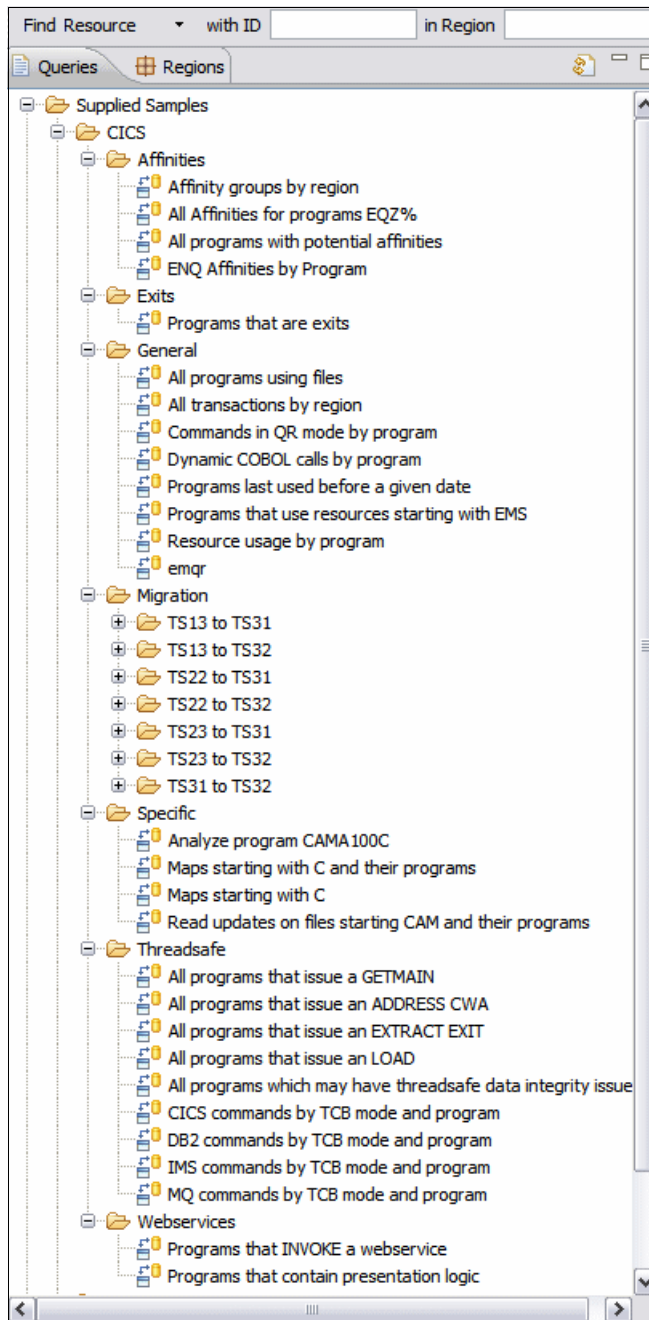 Find Resource with ID in Region
Queries Regions
Supplied Samples
CICS
Affinities
Affinity groups by region
All Affinities for programs EQZ%
All programs with potential affinities
ENQ Affinities by Program
Exits
Programs that are exits
General
All programs using files
All transactions by region
Commands in QR mode by program
Dynamic COBOL calls by program
Programs last used before a given date
Programs that use resources starting with EMS
Resource usage by program
emqr
Migration
TS13 to TS31
TS13 to TS32
TS22 to TS31
TS22 to TS32
TS23 to TS31
TS23 to TS32
TS31 to TS32
Specific
Analyze program CAMA100C
Maps starting with C and their programs
Maps starting with C
Read updates on files starting CAM and their programs
Threadsafe
All programs that issue a GETMAIN
All programs that issue an ADDRESS CWA
All programs that issue an EXTRACT EXIT
All programs that issue an LOAD
All programs which may have threadsafe data integrity issue
CICS commands by TCB mode and program
DB2 commands by TCB mode and program
IMS commands by TCB mode and program
MQ commands by TCB mode and program
Webservices
Programs that INVOKE a webservice
Programs that contain presentation logic